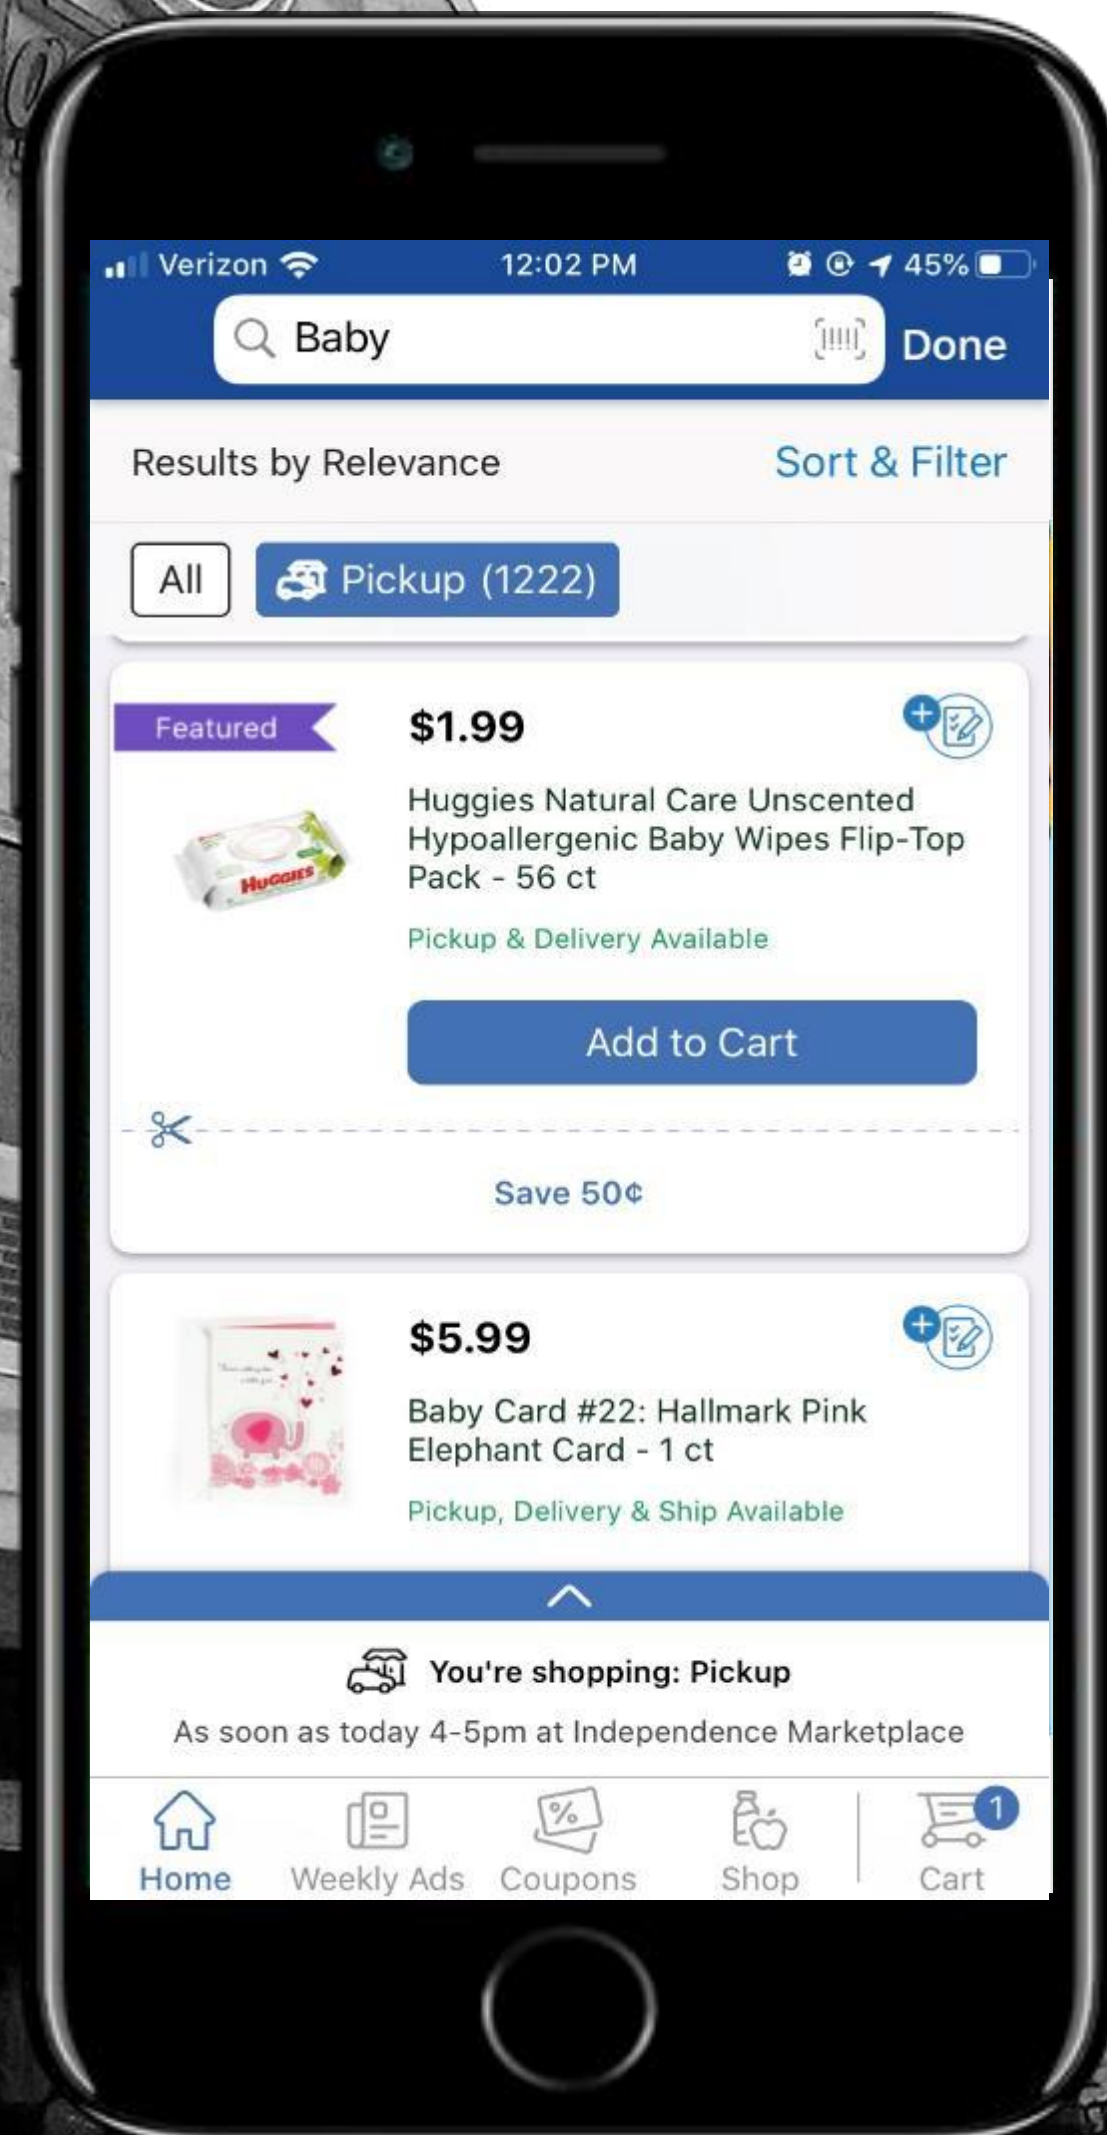 Verizon 12:02 PM 45%
Baby
Done
Results by Relevance
Sort & Filter
All
Pickup (1222)
Featured
$1.99
Huggies Natural Care Unscented
Hypoallergenic Baby Wipes Flip-Top
Pack - 56 ct
Pickup & Delivery Available
HUGGIES
Add to Cart
Save 50¢
$5.99
Baby Card #22: Hallmark Pink
Elephant Card - 1 ct
Pickup, Delivery & Ship Available
You're shopping: Pickup
As soon as today 4-5pm at Independence Marketplace
1
Home
Weekly Ads
Coupons
Shop
Cart